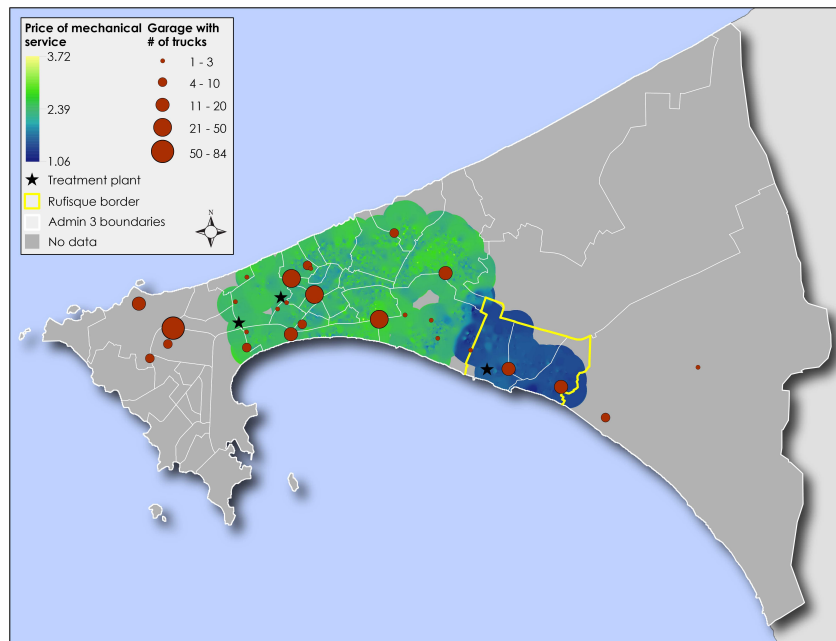 Price of mechanical service
3.72
2.39
1.06
Garage with # of trucks
1 - 3
4 - 10
11 - 20
21 - 50
50 - 84
Treatment plant
Rufisque border
Admin 3 boundaries
No data
N